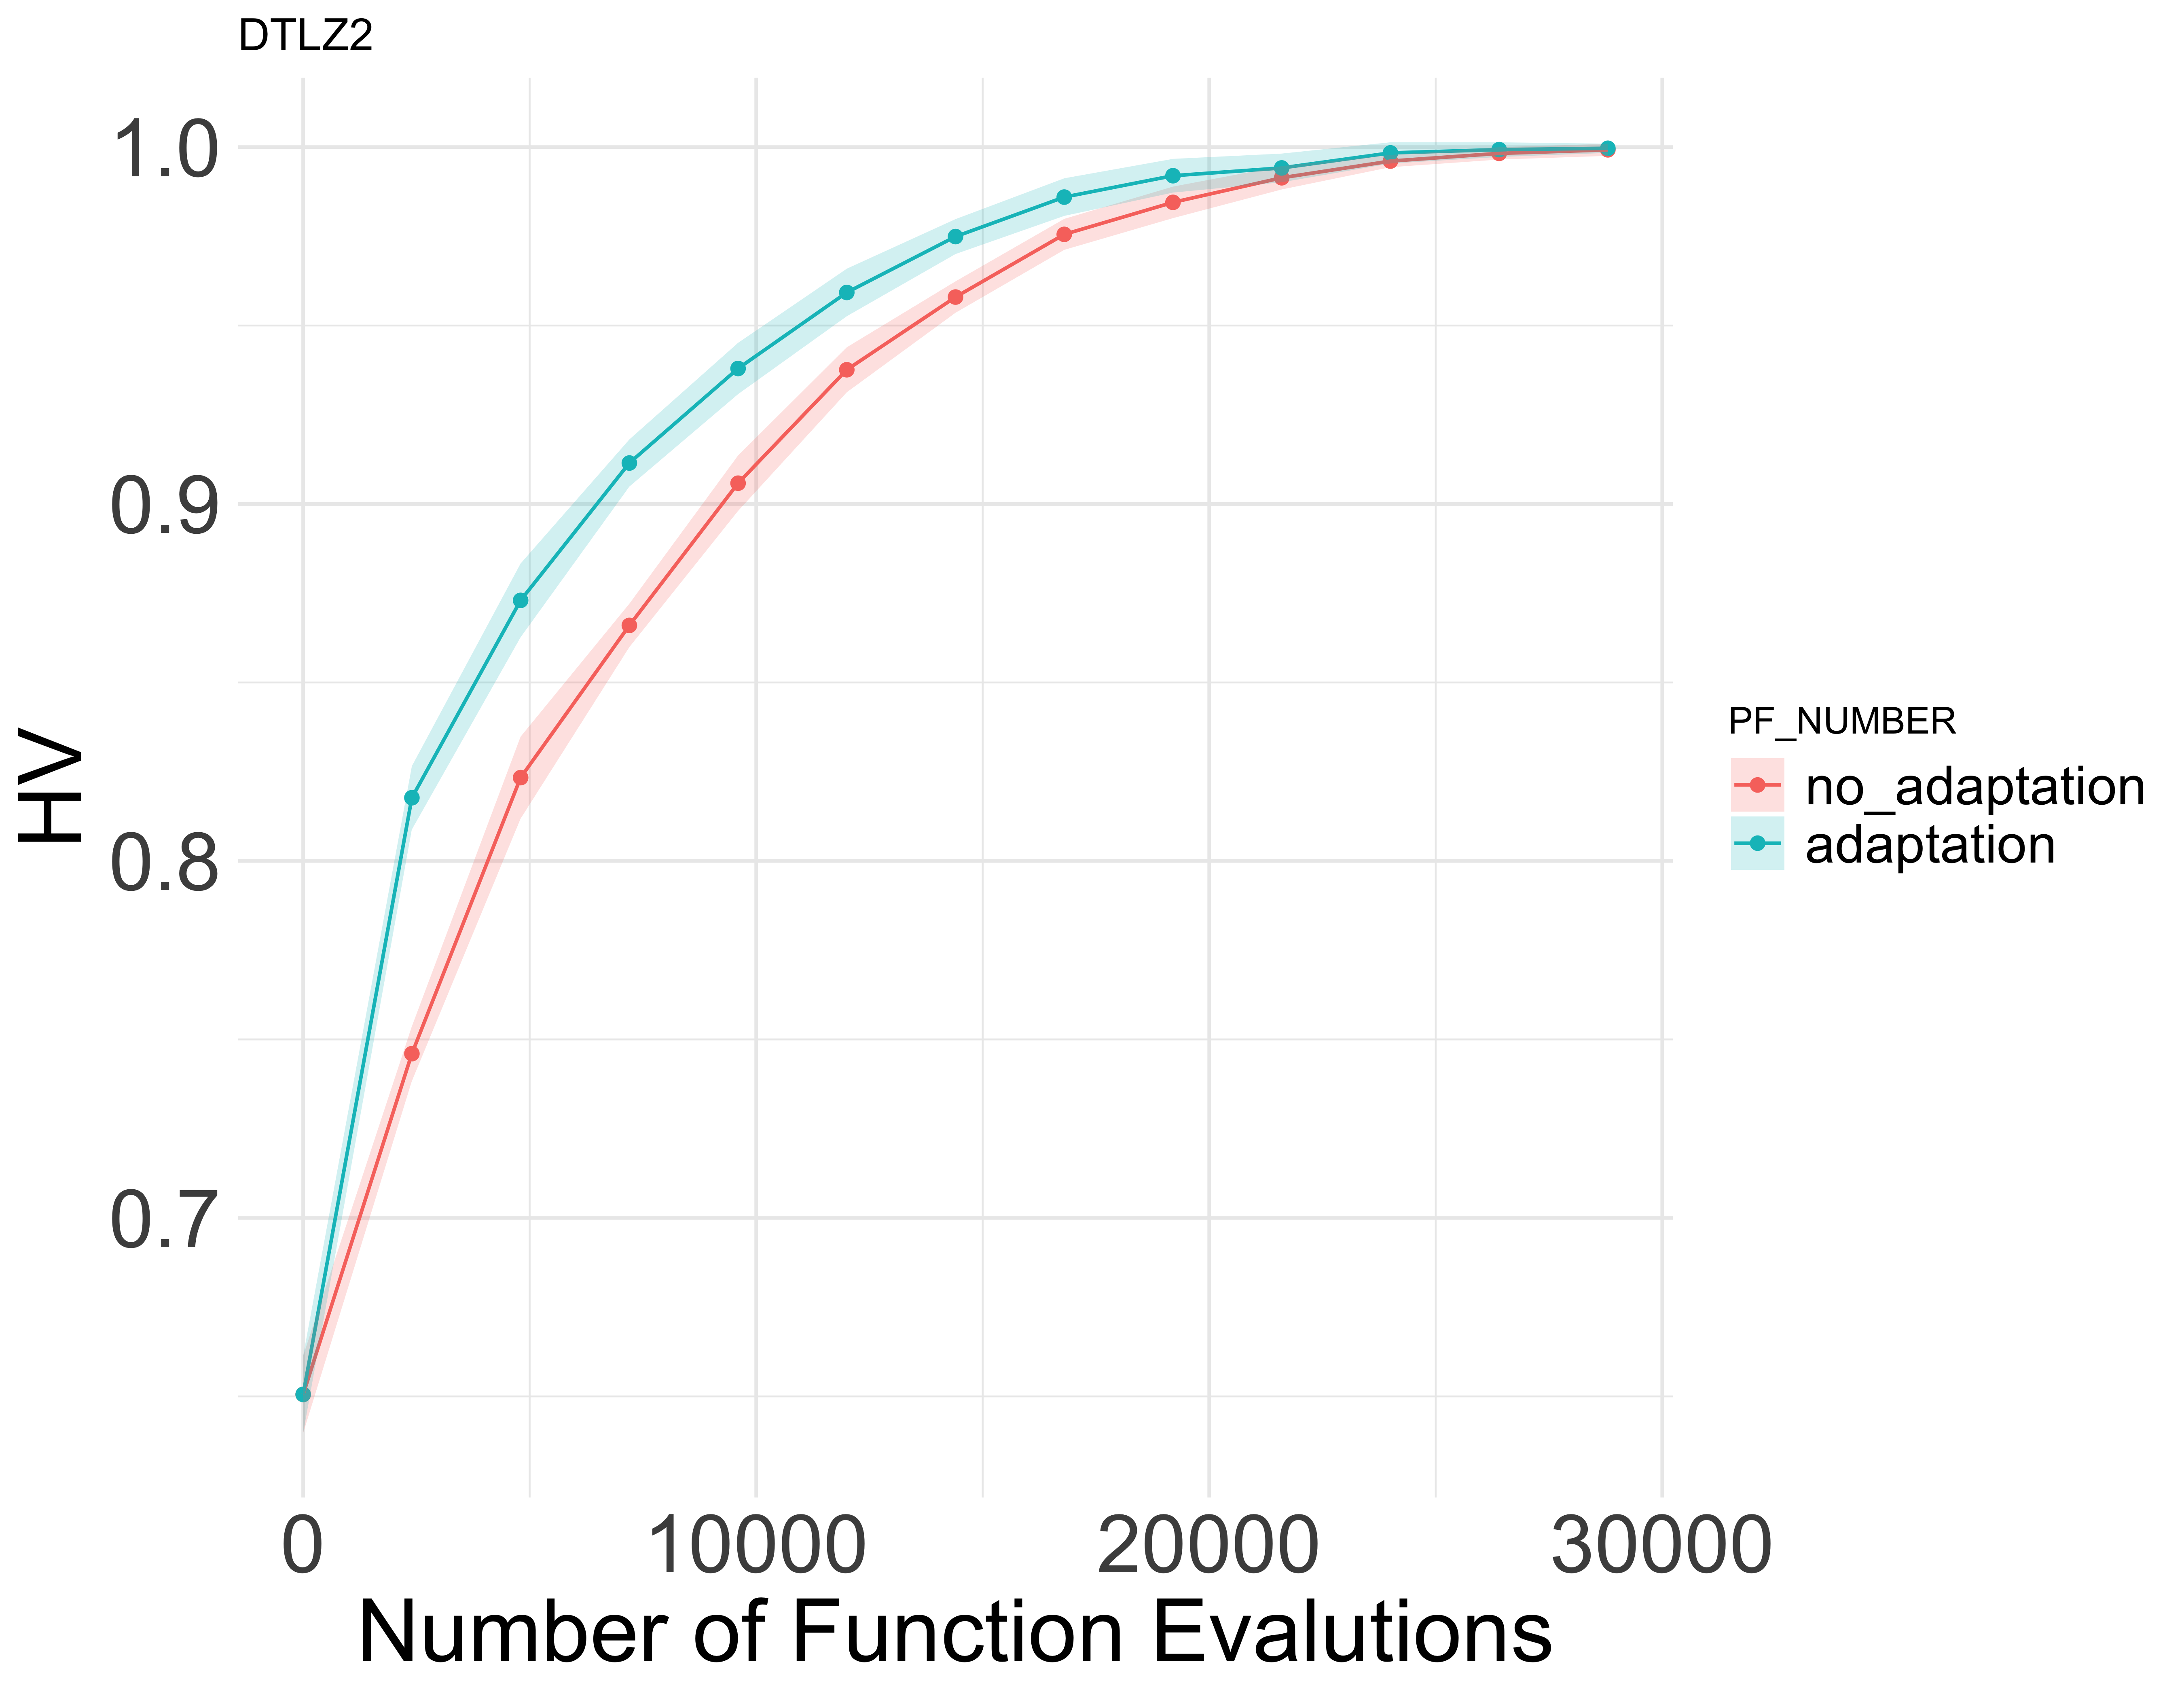 DTLZ2
1.0
0.9
0.8
0.7
HV
0 10000 20000 30000
Number of Function Evalutions
PF_NUMBER
no_adaptation
adaptation